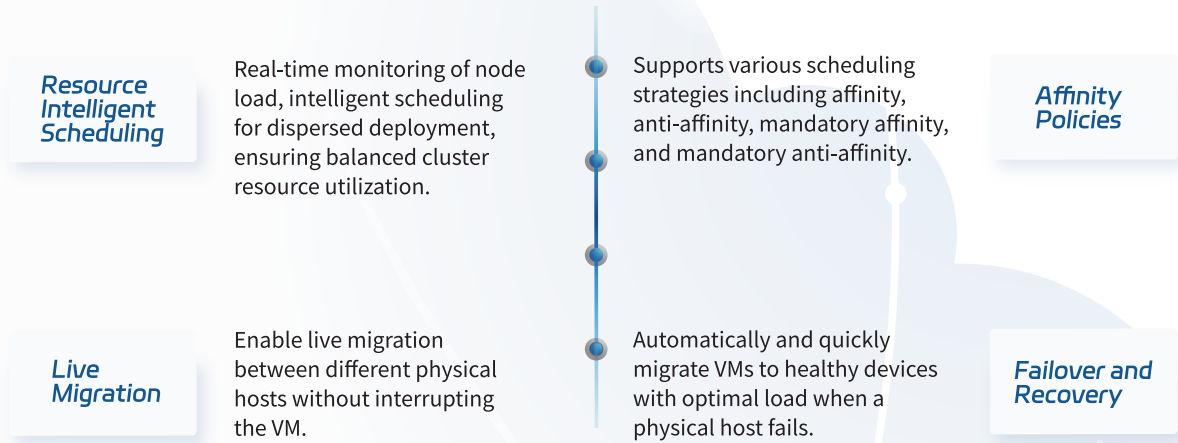 Resource
Intelligent
Scheduling
Real-time monitoring of node
load, intelligent scheduling
for dispersed deployment,
ensuring balanced cluster
resource utilization.
Supports various scheduling
strategies including affinity,
anti-affinity, mandatory affinity,
and mandatory anti-affinity.
Affinity
Policies
Live
Migration
Enable live migration
between different physical
hosts without interrupting
the VM.
Automatically and quickly
migrate VMs to healthy devices
with optimal load when a
physical host fails.
Failover and
Recovery